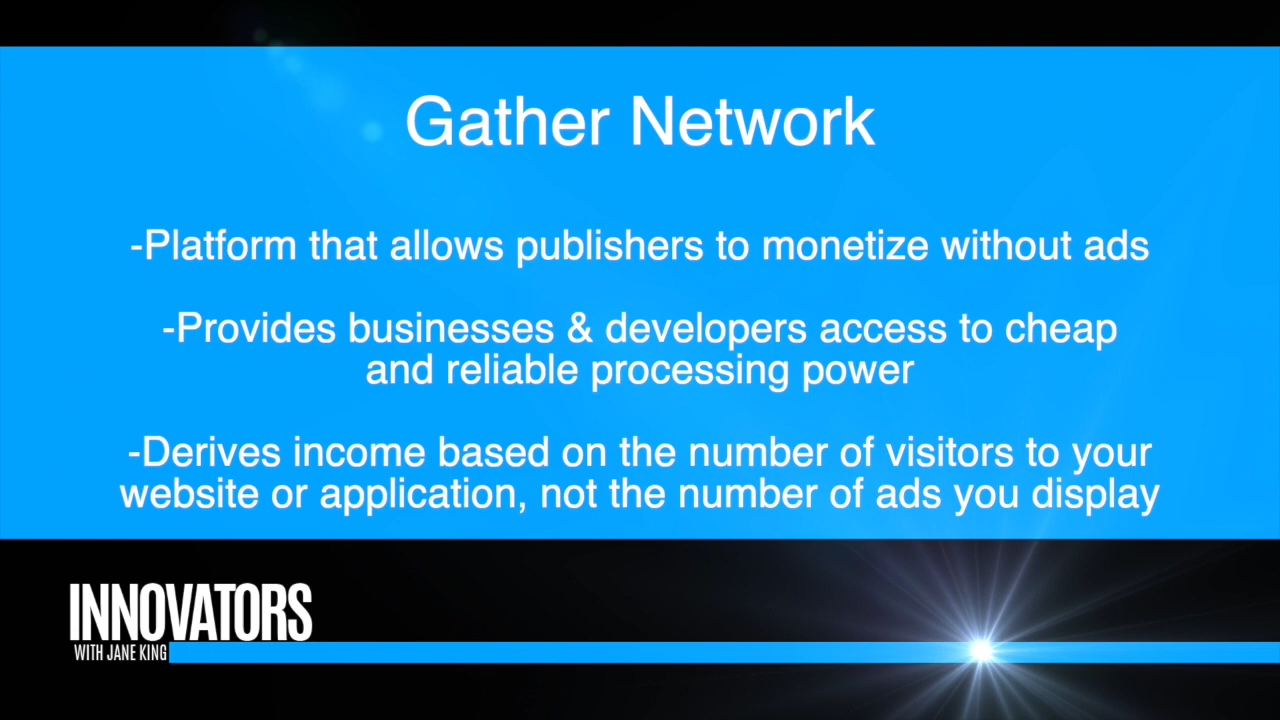 Gather Network
-Platform that allows publishers to monetize without ads
-Provides businesses & developers access to cheap
and reliable processing power
-Derives income based on the number of visitors to your
website or application, not the number of ads you display
INNOVATORS
WITH JANE KING